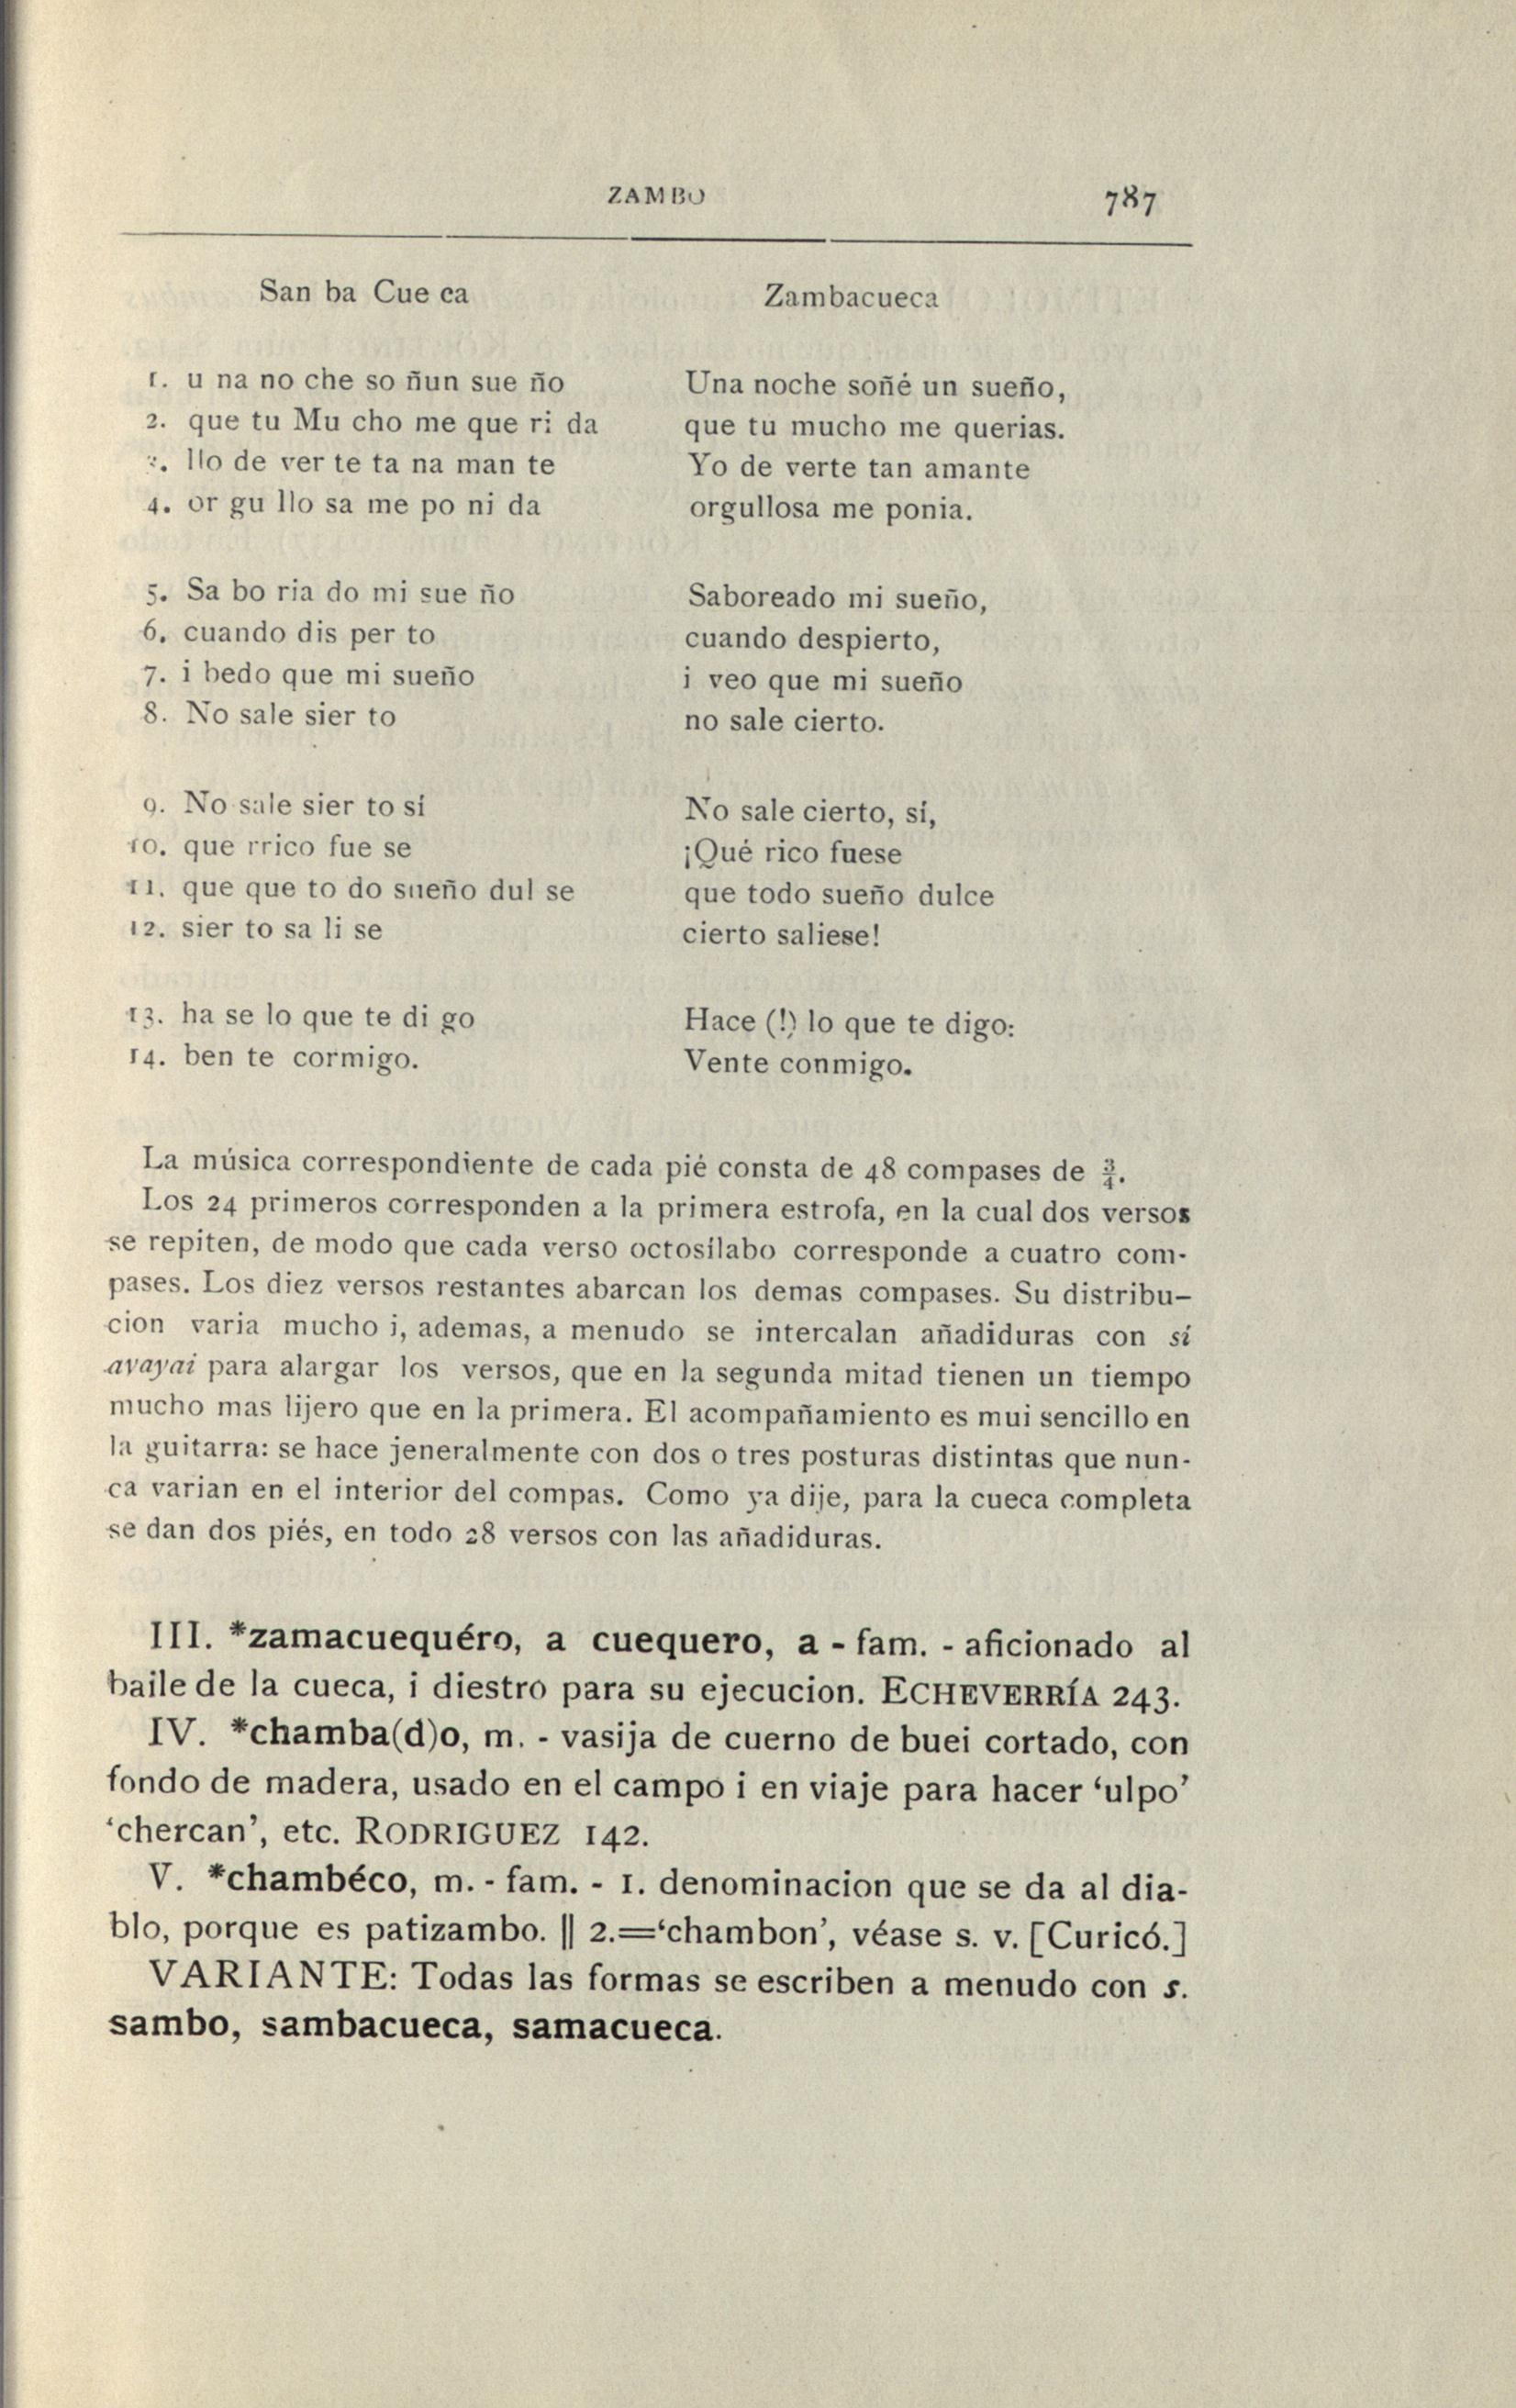 ZAMBO 787
San ba Cue ca
1. u na no che so ñun sue ño
2. que tu Mu cho me que ri da
3. llo de ver te ta na man te
4. or gu llo sa me po ni da
5. Sa bo ria do mi sue ño
6. cuando dis per to
7. i bedo que mi sueño
8. No sale sier to
9. No sale sier to sí
10. que rrico fue se
11. que que to do sueño dul se
12. sier to sa li se
13. ha se lo que te di go
14. ben te cormigo.
Zambacueca
Una noche soñé un sueño,
que tu mucho me querias.
Yo de verte tan amante
orgullosa me ponia.
Saboreado mi sueño,
cuando despierto,
i veo que mi sueño
no sale cierto.
No sale cierto, sí,
¡Qué rico fuese
que todo sueño dulce
cierto saliese!
Hace (!) lo que te digo:
Vente conmigo.
La música correspondiente de cada pié consta de 48 compases de ¾.
Los 24 primeros corresponden a la primera estrofa, en la cual dos versos
se repiten, de modo que cada verso octosílabo corresponde a cuatro com-
pases. Los diez versos restantes abarcan los demas compases. Su distribu-
cion varia mucho i, ademas, a menudo se intercalan añadiduras con sí
ayayai para alargar los versos, que en la segunda mitad tienen un tiempo
mucho mas lijero que en la primera. El acompañamiento es mui sencillo en
la guitarra: se hace jeneralmente con dos o tres posturas distintas que nun-
ca varian en el interior del compas. Como ya dije, para la cueca completa
se dan dos piés, en todo 28 versos con las añadiduras.
III. *zamacuequéro, a cuequero, a - fam. - aficionado al
baile de la cueca, i diestro para su ejecucion. ECHEVERRÍA 243.
IV. *chamba(d)o, m. - vasija de cuerno de buei cortado, con
fondo de madera, usado en el campo i en viaje para hacer ‘ulpo’
‘chercan’, etc. RODRIGUEZ 142.
V. *chambéco, m. - fam. - 1. denominacion que se da al dia-
blo, porque es patizambo. || 2.=‘chambon’, véase s. v. [Curicó.]
VARIANTE: Todas las formas se escriben a menudo con s.
sambo, sambacueca, samacueca.